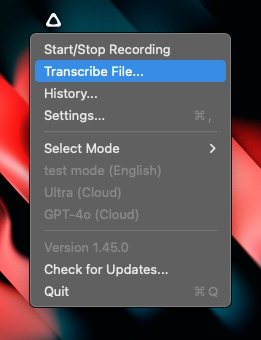 Start/Stop Recording
Transcribe File...
History...
Settings... ⌘ ,
Select Mode >
test mode (English)
Ultra (Cloud)
GPT-4o (Cloud)
Version 1.45.0
Check for Updates...
Quit ⌘ Q